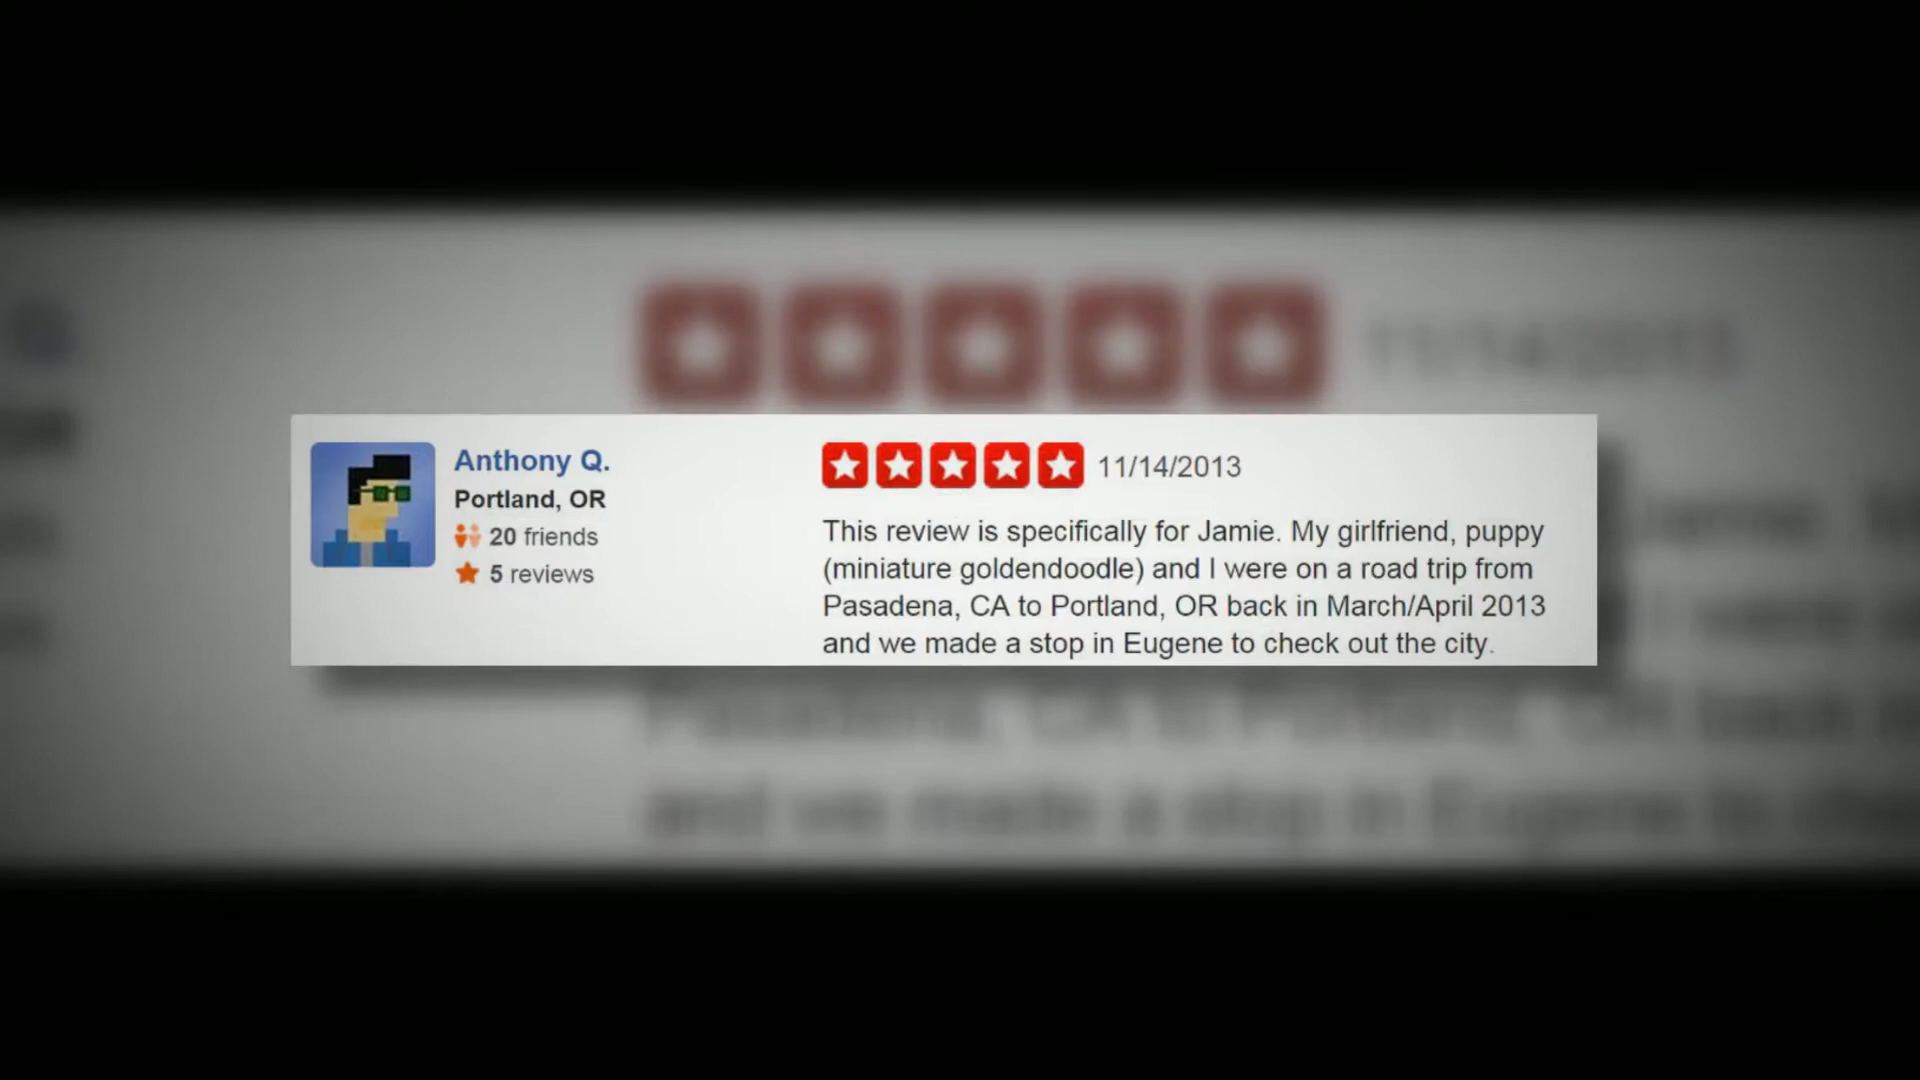 Anthony Q.
Portland, OR
20 friends
5 reviews
11/14/2013
This review is specifically for Jamie. My girlfriend, puppy
(miniature goldendoodle) and I were on a road trip from
Pasadena, CA to Portland, OR back in March/April 2013
and we made a stop in Eugene to check out the city.